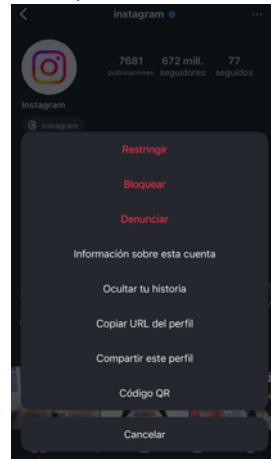 instagram
7681 672 mill. 77
publicaciones seguidores seguidos
Instagram
instagram
Restringir
Bloquear
Denunciar
Información sobre esta cuenta
Ocultar tu historia
Copiar URL del perfil
Compartir este perfil
Código QR
Cancelar